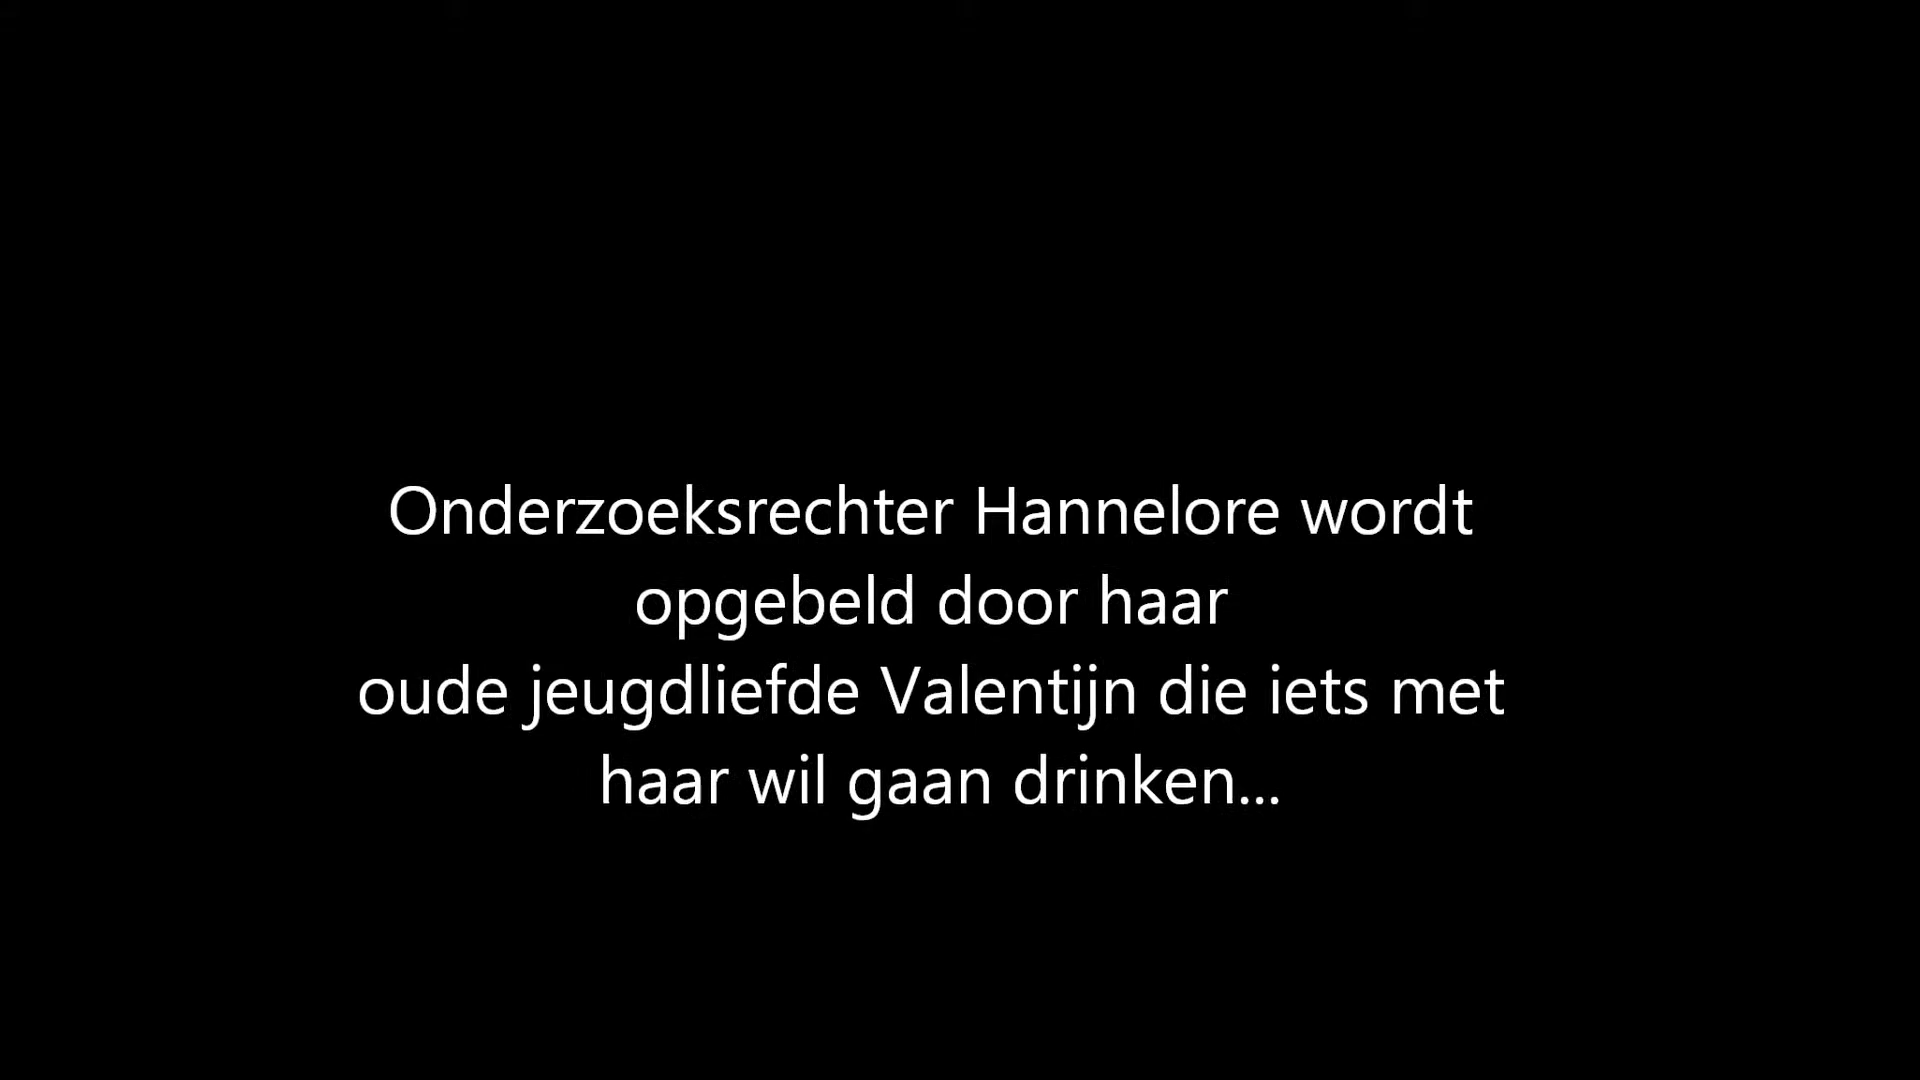 Onderzoeksrechter Hannelore wordt
opgebeld door haar
oude jeugdliefde Valentijn die iets met
haar wil gaan drinken...